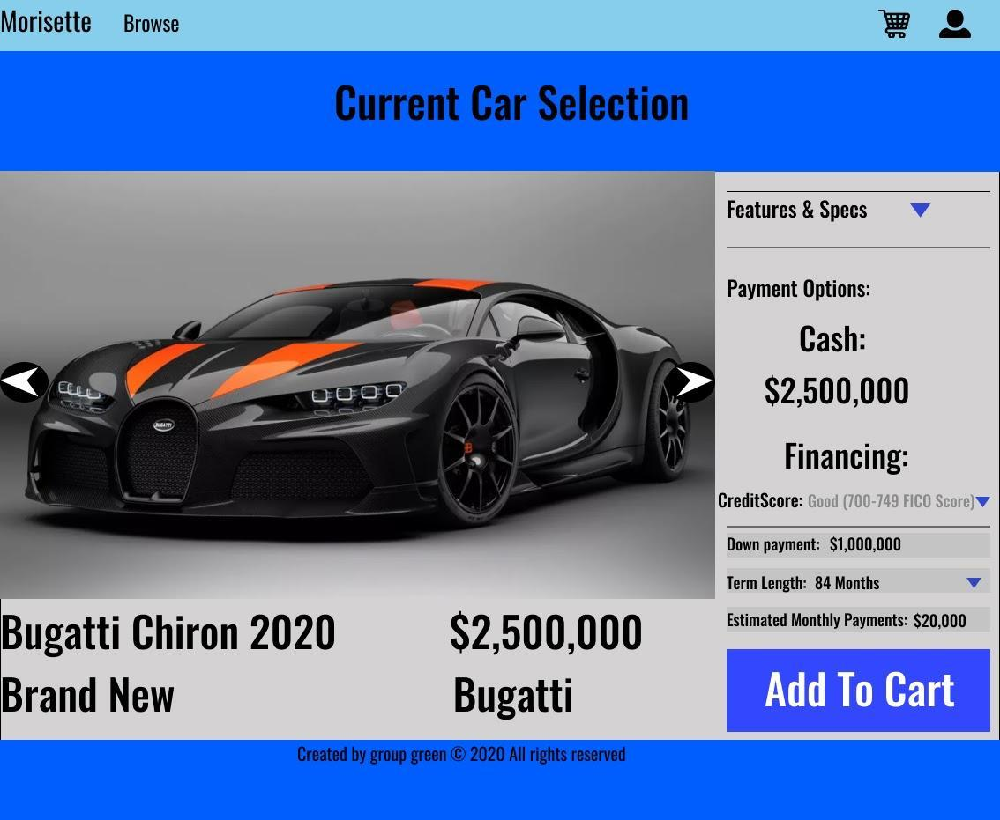 Morisette
Browse
Current Car Selection
Features & Specs
Payment Options:
Cash:
$2,500,000
Financing:
CreditScore: Good (700-749 FICO Score)
Down payment: $1,000,000
Term Length: 84 Months
Estimated Monthly Payments: $20,000
Add To Cart
BUGATTI
Bugatti Chiron 2020
$2,500,000
Brand New
Bugatti
Created by group green © 2020 All rights reserved